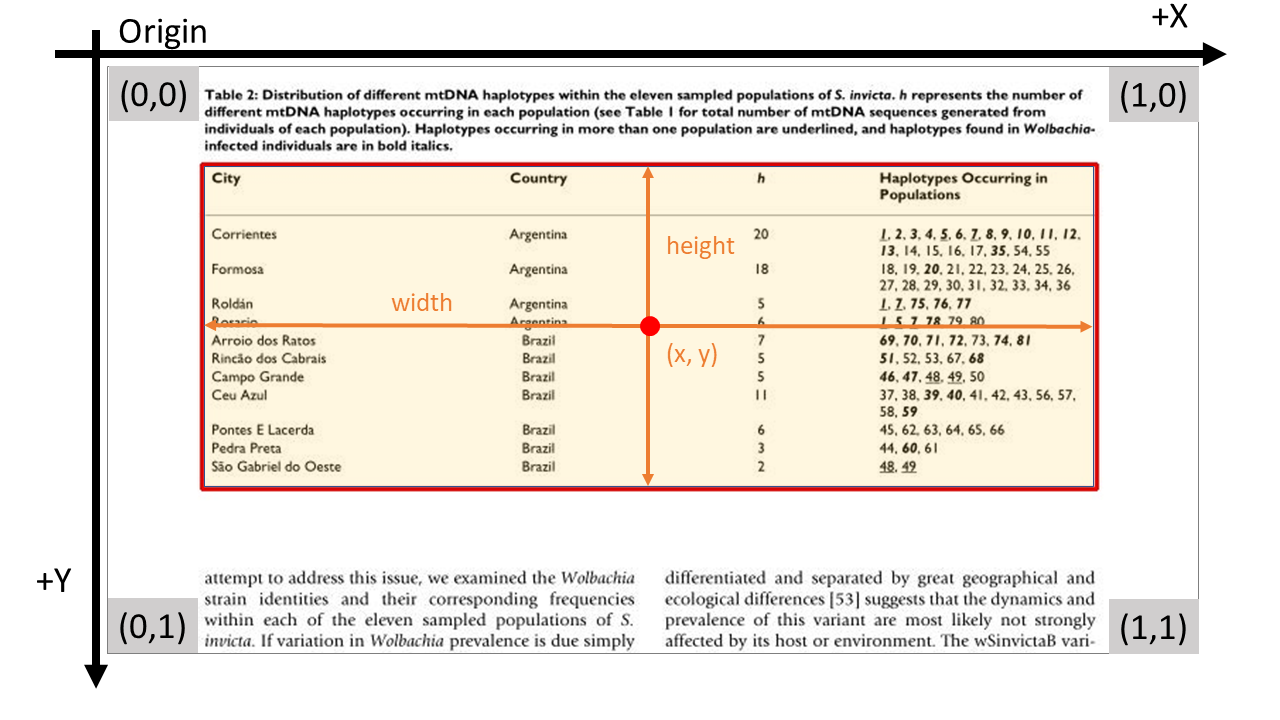 Origin
+X
(0,0)
(1,0)
Table 2: Distribution of different mtDNA haplotypes within the eleven sampled populations of S. invicta. h represents the number of
different mtDNA haplotypes occurring in each population (see Table 1 for total number of mtDNA sequences generated from
individuals of each population). Haplotypes occurring in more than one population are underlined, and haplotypes found in Wolbachia-
infected individuals are in bold italics.
City Country h Haplotypes Occurring in
Populations
Corrientes Argentina 20 1, 2, 3, 4, 5, 6, 7, 8, 9, 10, 11, 12,
13, 14, 15, 16, 17, 35, 54, 55
height
Formosa Argentina 18 18, 19, 20, 21, 22, 23, 24, 25, 26,
27, 28, 29, 30, 31, 32, 33, 34, 36
width
Roldán Argentina 5 1, 7, 75, 76, 77
Rosario Argentina 6 1, 5, 7, 78, 79, 80
Arroio dos Ratos Brazil 7 69, 70, 71, 72, 73, 74, 81
(x, y)
Rincão dos Cabrais Brazil 5 51, 52, 53, 67, 68
Campo Grande Brazil 5 46, 47, 48, 49, 50
Ceu Azul Brazil 11 37, 38, 39, 40, 41, 42, 43, 56, 57,
58, 59
Pontes E Lacerda Brazil 6 45, 62, 63, 64, 65, 66
Pedra Preta Brazil 3 44, 60, 61
São Gabriel do Oeste Brazil 2 48, 49
+Y
(0,1)
attempt to address this issue, we examined the Wolbachia
strain identities and their corresponding frequencies
within each of the eleven sampled populations of S.
invicta. If variation in Wolbachia prevalence is due simply
differentiated and separated by great geographical and
ecological differences [53] suggests that the dynamics and
prevalence of this variant are most likely not strongly
affected by its host or environment. The wSinvictaB vari-
(1,1)